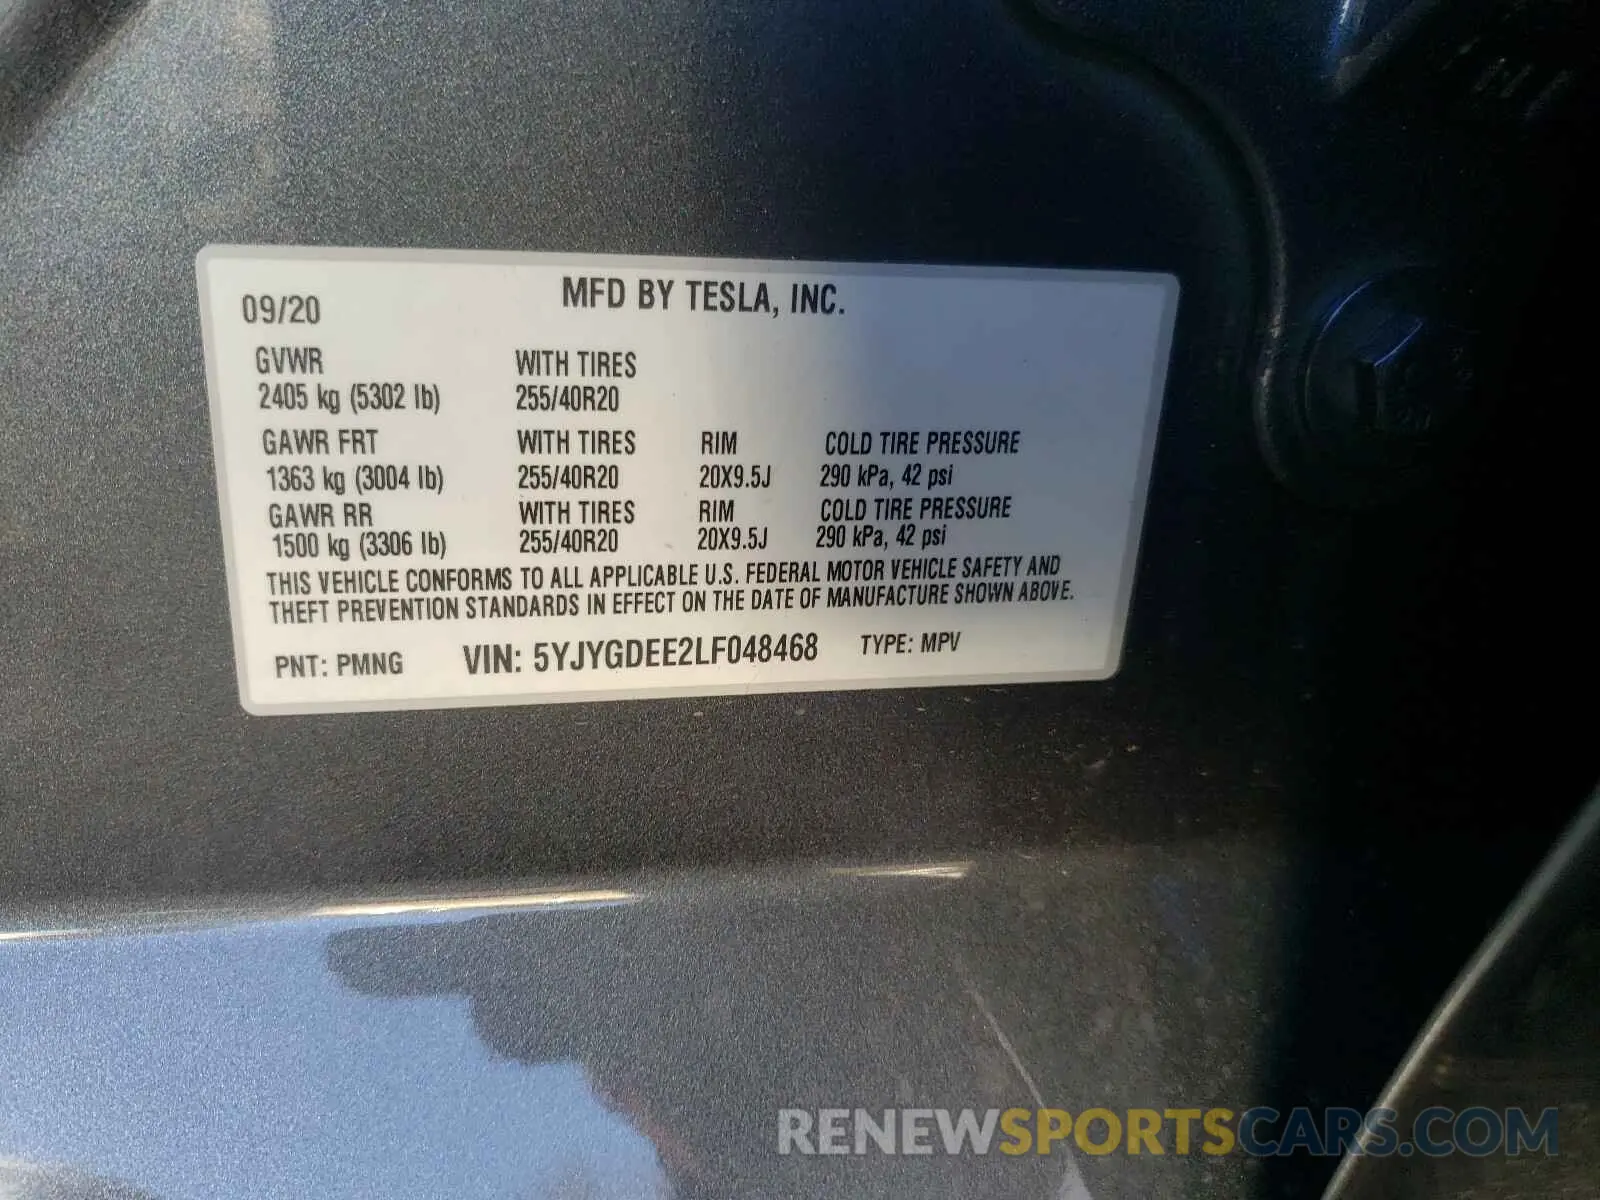 09/20 MFD BY TESLA, INC.
GVWR WITH TIRES
2405 kg (5302 lb) 255/40R20
GAWR FRT WITH TIRES RIM COLD TIRE PRESSURE
1363 kg (3004 lb) 255/40R20 20X9.5J 290 kPa, 42 psi
GAWR RR WITH TIRES RIM COLD TIRE PRESSURE
1500 kg (3306 lb) 255/40R20 20X9.5J 290 kPa, 42 psi
THIS VEHICLE CONFORMS TO ALL APPLICABLE U.S. FEDERAL MOTOR VEHICLE SAFETY AND
THEFT PREVENTION STANDARDS IN EFFECT ON THE DATE OF MANUFACTURE SHOWN ABOVE.
PNT: PMNG VIN: 5YJYGDEE2LF048468 TYPE: MPV
RENEWSPORTSCARS.COM